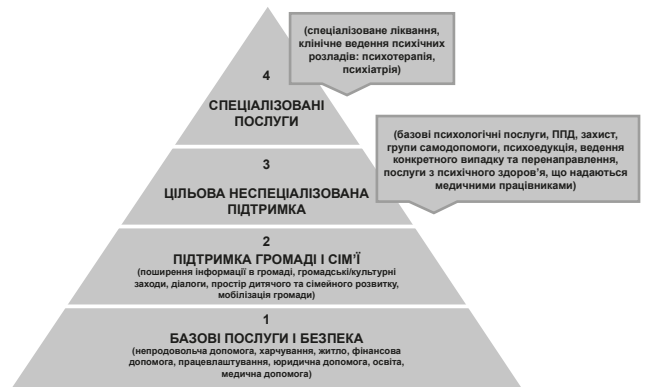 (спеціалізоване ліквання,
клінічне ведення психічних
розладів: психотерапія,
психіатрія)
4
СПЕЦІАЛІЗОВАНІ
ПОСЛУГИ
(базові психологічні послуги, ППД, захист,
групи самодопомоги, психоедукція, ведення
конкретного випадку та перенаправлення,
послуги з психічного здоров'я, що надаються
медичними працівниками)
3
ЦІЛЬОВА НЕСПЕЦІАЛІЗОВАНА
ПІДТРИМКА
2
ПІДТРИМКА ГРОМАДІ І СІМ'Ї
(поширення інформації в громаді, громадські/культурні
заходи, діалоги, простір дитячого та сімейного розвитку,
мобілізація громади)
1
БАЗОВІ ПОСЛУГИ І БЕЗПЕКА
(непродовольча допомога, харчування, житло, фінансова
допомога, працевлаштування, юридична допомога, освіта,
медична допомога)